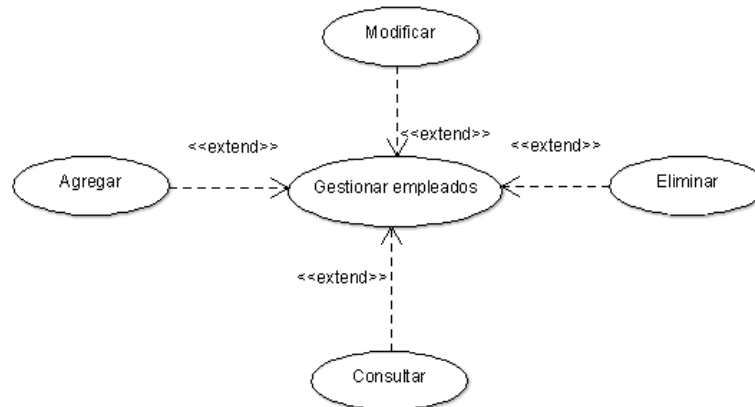 Modificar
<<extend>>
<<extend>>
<<extend>>
Agregar
Gestionar empleados
Eliminar
<<extend>>
Consultar